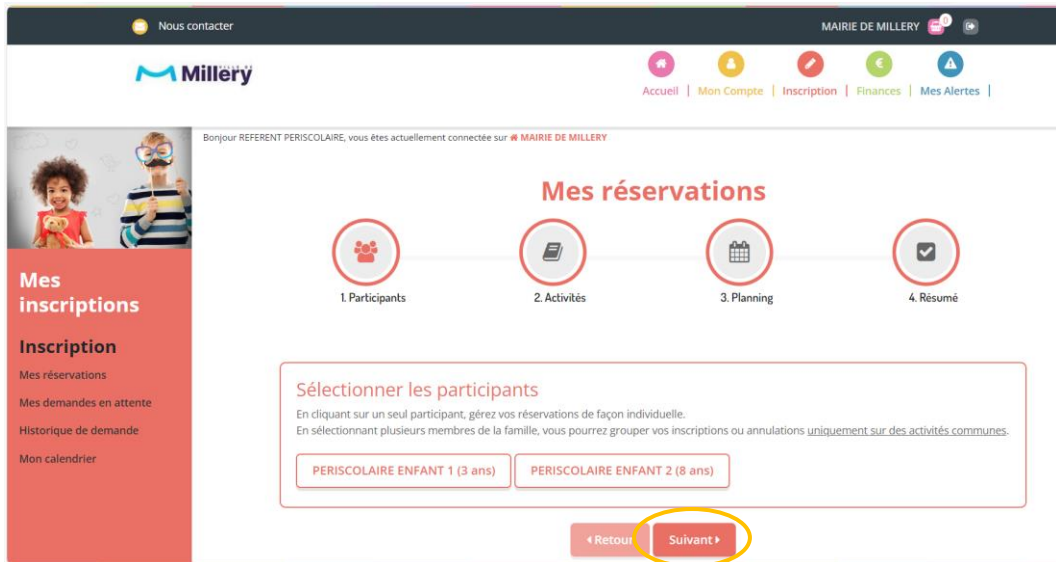 Nous contacter
MAIRIE DE MILLERY 0
VILLE DE
Millery
Accueil | Mon Compte | Inscription | Finances | Mes Alertes |
Bonjour REFERENT PERISCOLAIRE, vous êtes actuellement connectée sur MAIRIE DE MILLERY
Mes réservations
1. Participants
2. Activités
3. Planning
4. Résumé
Mes
inscriptions
Inscription
Mes réservations
Mes demandes en attente
Historique de demande
Mon calendrier
Sélectionner les participants
En cliquant sur un seul participant, gérez vos réservations de façon individuelle.
En sélectionnant plusieurs membres de la famille, vous pourrez grouper vos inscriptions ou annulations uniquement sur des activités communes.
PERISCOLAIRE ENFANT 1 (3 ans)
PERISCOLAIRE ENFANT 2 (8 ans)
Retour
Suivant